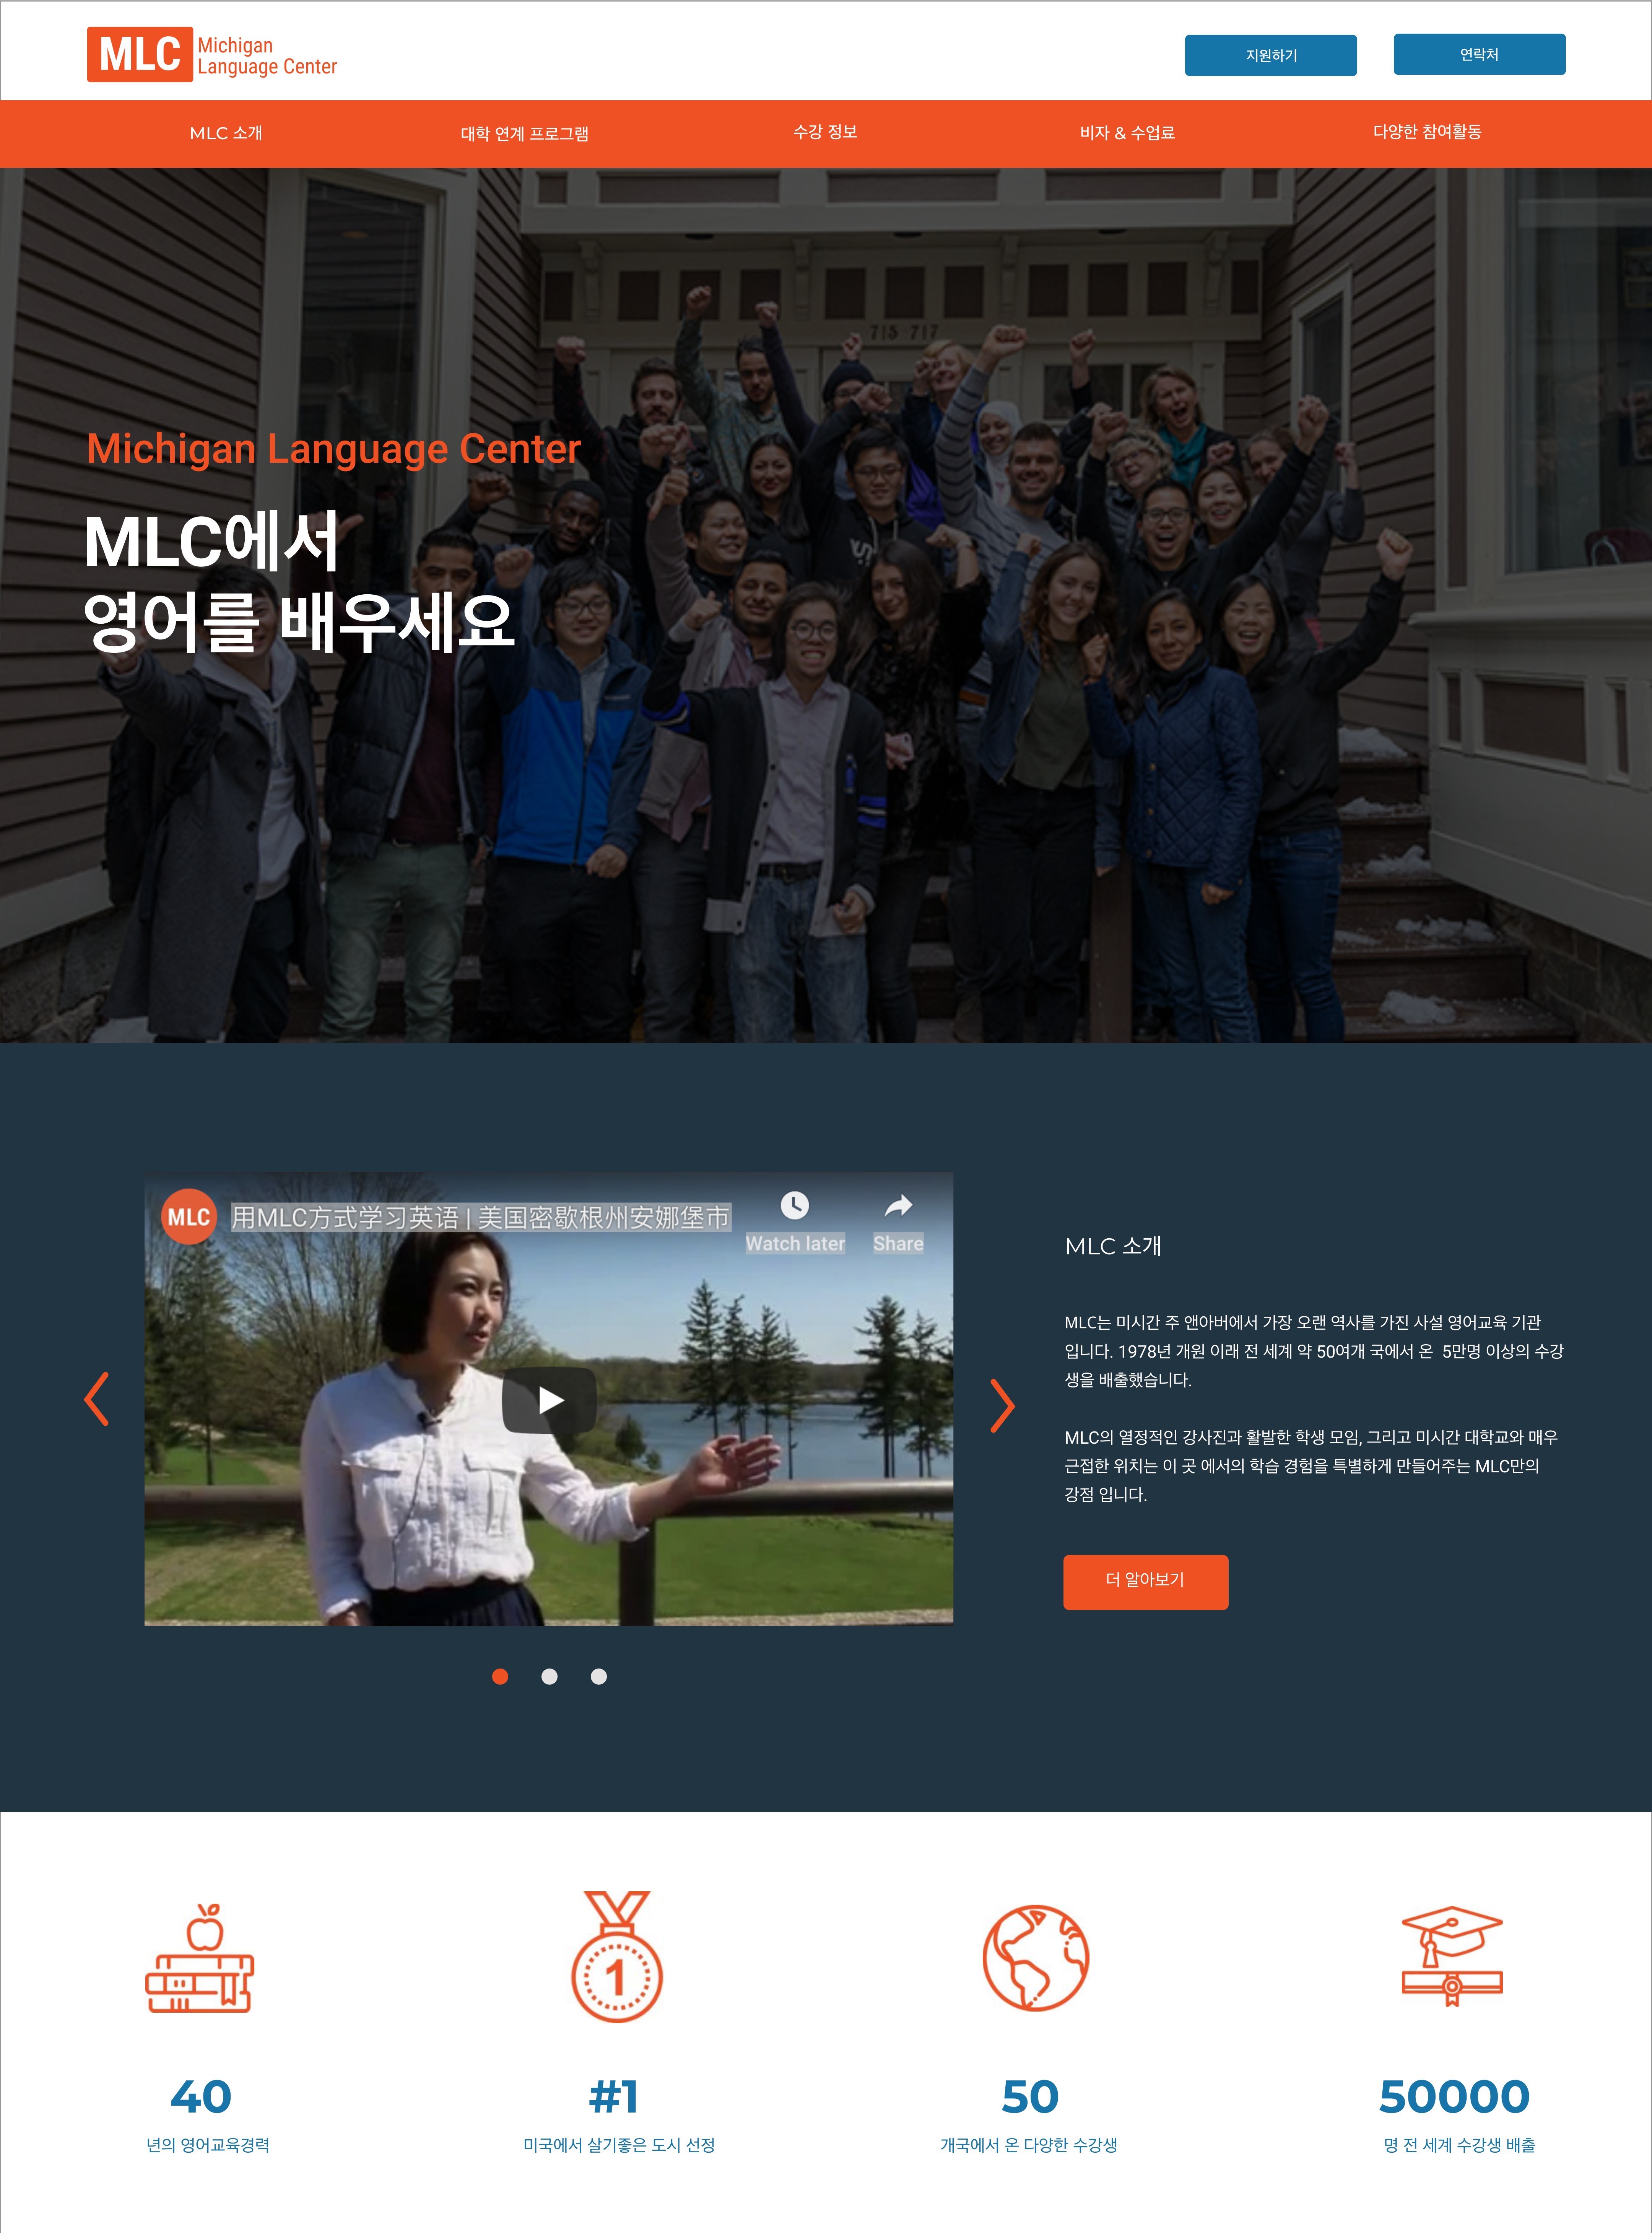 MLC Michigan
Language Center
지원하기
연락처
MLC 소개
대학 연계 프로그램
수강 정보
비자 & 수업료
다양한 참여활동
715 717
Michigan Language Center
MLC에서
영어를 배우세요
MLC
用MLC方式学习英语 | 美国密歇根州安娜堡市
Watch later
Share
MLC 소개
MLC는 미시간 주 앤아버에서 가장 오랜 역사를 가진 사설 영어교육 기관
입니다. 1978년 개원 이래 전 세계 약 50여개 국에서 온 5만명 이상의 수강
생을 배출했습니다.
MLC의 열정적인 강사진과 활발한 학생 모임, 그리고 미시간 대학교와 매우
근접한 위치는 이 곳 에서의 학습 경험을 특별하게 만들어주는 MLC만의
강점 입니다.
더 알아보기
1
40
년의 영어교육경력
#1
미국에서 살기좋은 도시 선정
50
개국에서 온 다양한 수강생
50000
명 전 세계 수강생 배출